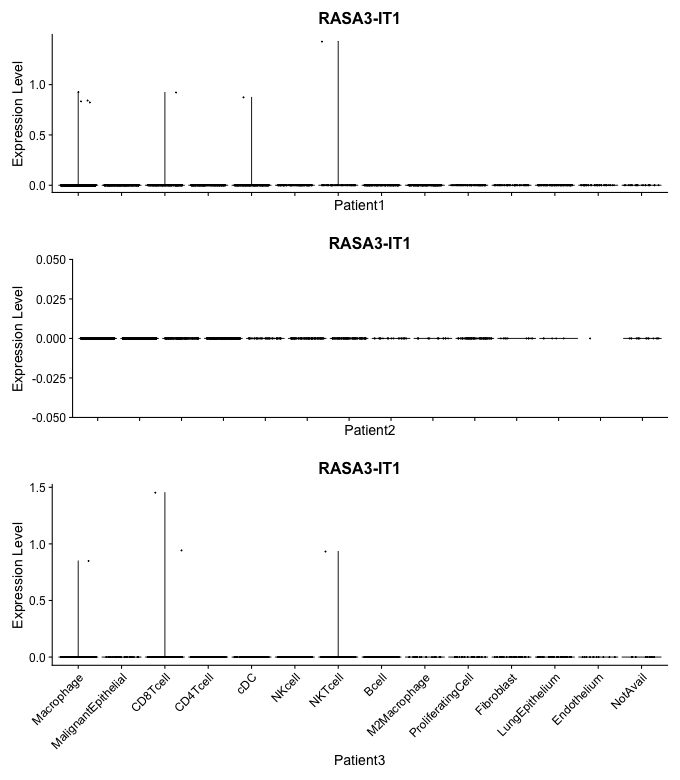 RASA3-IT1
Expression Level
1.0
0.5
0.0
Patient1
RASA3-IT1
Expression Level
0.050
0.025
0.000
-0.025
-0.050
Patient2
RASA3-IT1
Expression Level
1.5
1.0
0.5
0.0
Macrophage
MalignantEpithelial
CD8Tcell
CD4Tcell
cDC
NKcell
NKTcell
Bcell
M2Macrophage
ProliferatingCell
Fibroblast
LungEpithelium
Endothelium
NotAvail
Patient3